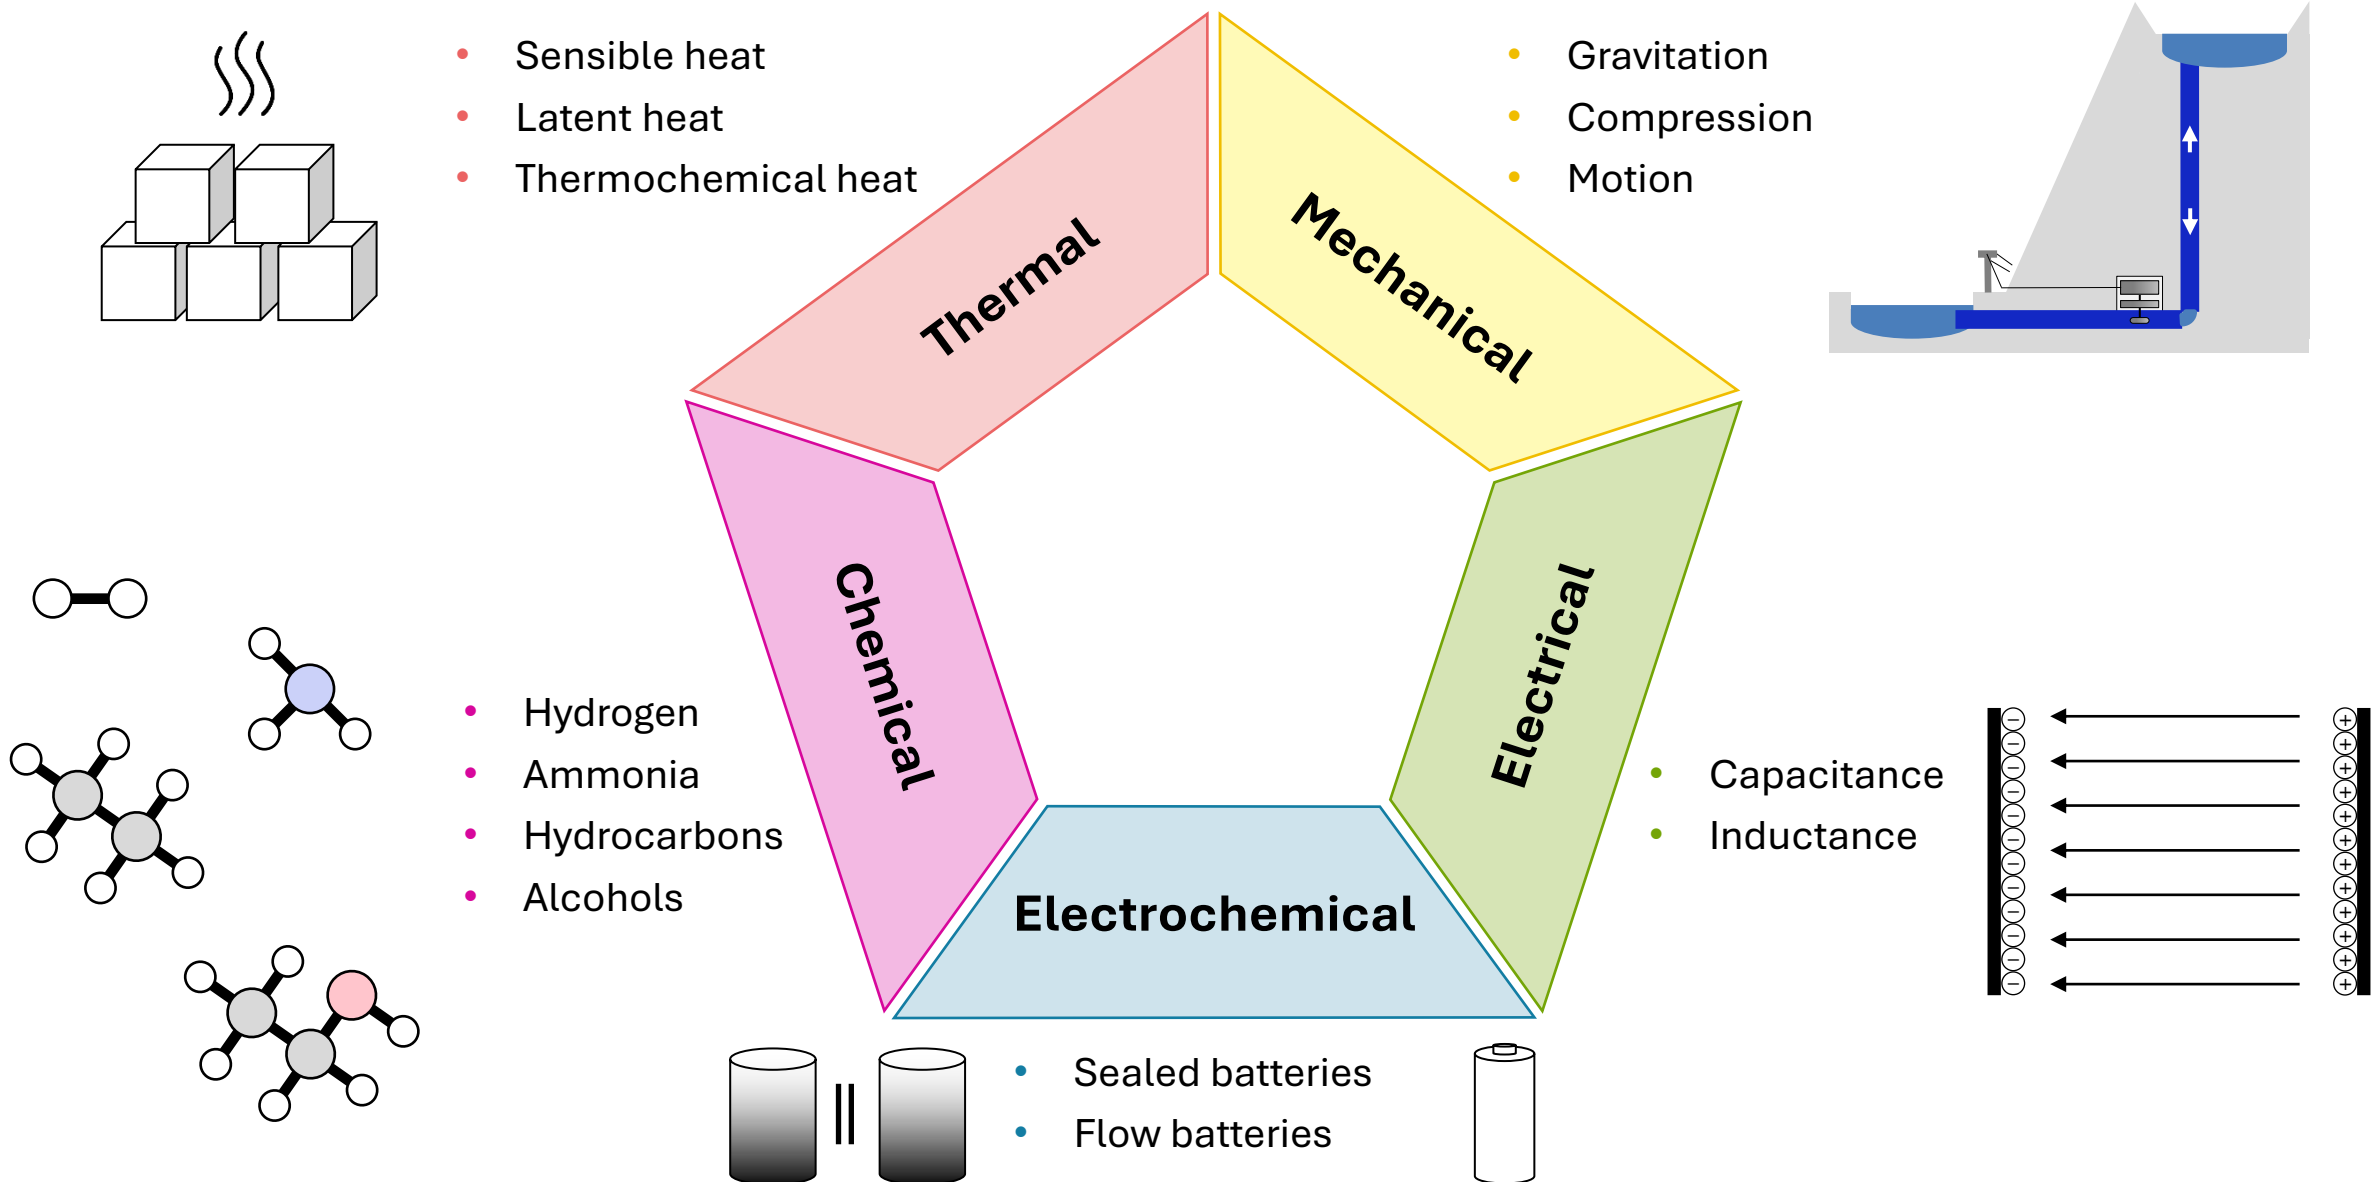 Thermal
• Sensible heat
• Latent heat
• Thermochemical heat
Mechanical
• Gravitation
• Compression
• Motion
Chemical
• Hydrogen
• Ammonia
• Hydrocarbons
• Alcohols
Electrical
• Capacitance
• Inductance
Electrochemical
• Sealed batteries
• Flow batteries